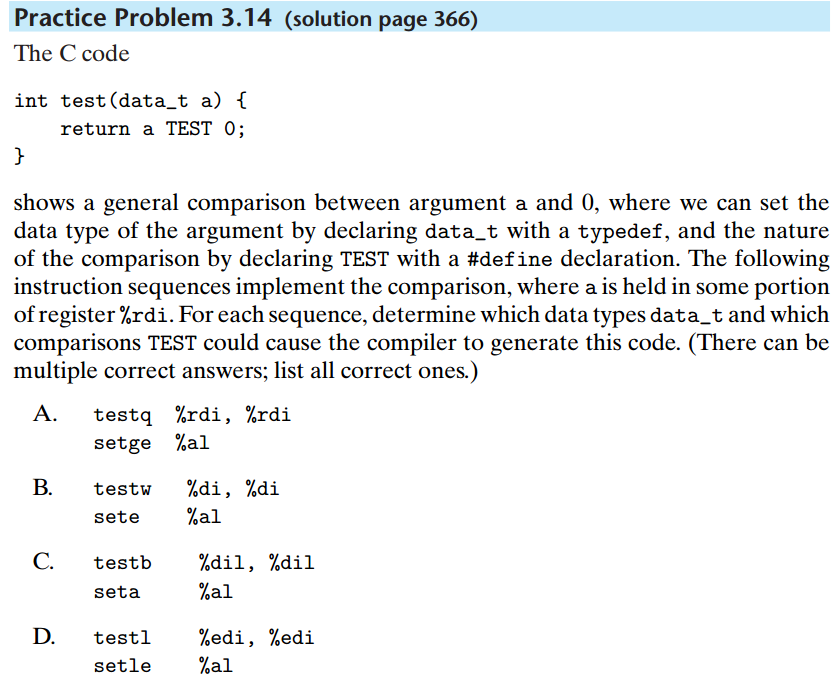 Practice Problem 3.14 (solution page 366)
The C code
int test(data_t a) {
    return a TEST 0;
}
shows a general comparison between argument a and 0, where we can set the
data type of the argument by declaring data_t with a typedef, and the nature
of the comparison by declaring TEST with a #define declaration. The following
instruction sequences implement the comparison, where a is held in some portion
of register %rdi. For each sequence, determine which data types data_t and which
comparisons TEST could cause the compiler to generate this code. (There can be
multiple correct answers; list all correct ones.)
A. testq %rdi, %rdi
setge %al
B. testw %di, %di
sete %al
C. testb %dil, %dil
seta %al
D. testl %edi, %edi
setle %al